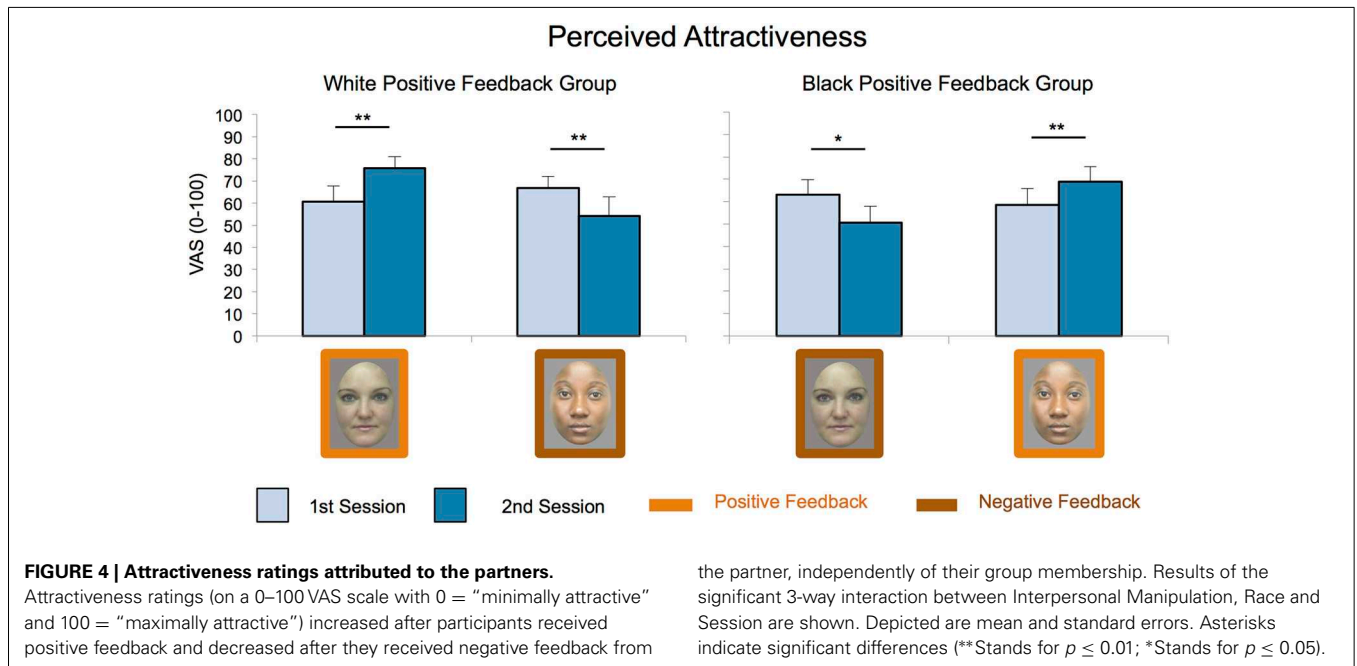 Perceived Attractiveness
White Positive Feedback Group
Black Positive Feedback Group
VAS (0-100)
100
90
80
70
60
50
40
30
20
10
0
**
**
*
**
1st Session
2nd Session
Positive Feedback
Negative Feedback
FIGURE 4 | Attractiveness ratings attributed to the partners.
Attractiveness ratings (on a 0–100 VAS scale with 0 = “minimally attractive”
and 100 = “maximally attractive”) increased after participants received
positive feedback and decreased after they received negative feedback from
the partner, independently of their group membership. Results of the
significant 3-way interaction between Interpersonal Manipulation, Race and
Session are shown. Depicted are mean and standard errors. Asterisks
indicate significant differences (**Stands for p ≤ 0.01; *Stands for p ≤ 0.05).